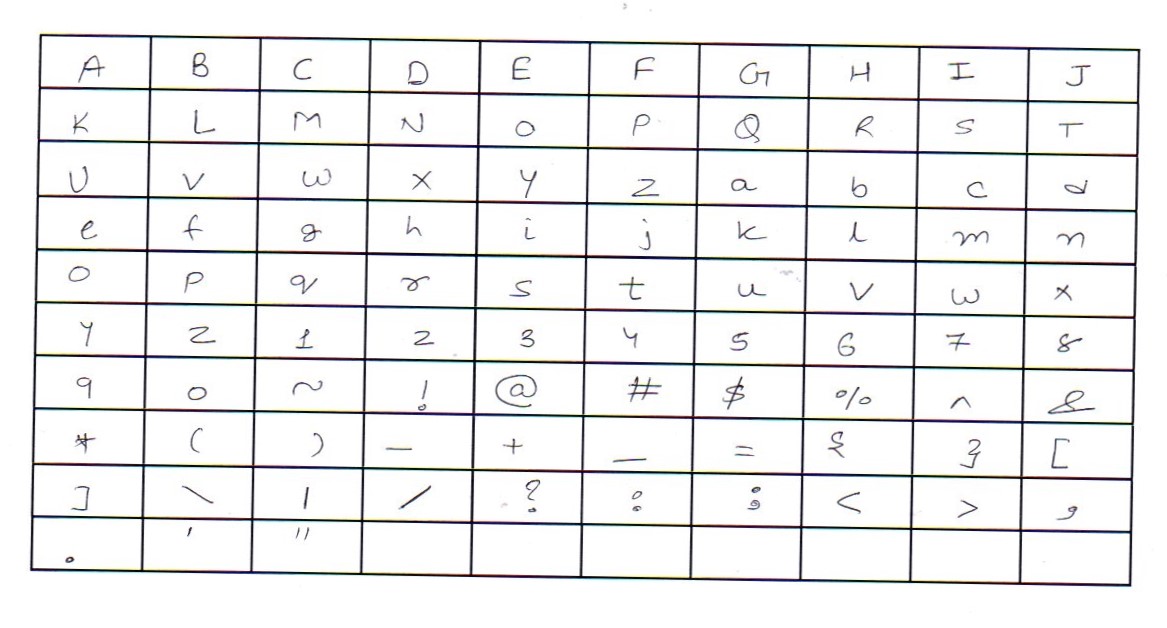 A B C D E F G H I J
K L M N O P Q R S T
U V W X Y Z a b c d
e f g h i j k l m n
o p q r s t u v w x
y z 1 2 3 4 5 6 7 8
9 0 ~ ! @ # $ % ^ &
* ( ) – + _ = { } [
] \ | / ? : ; < > ,
. ' "